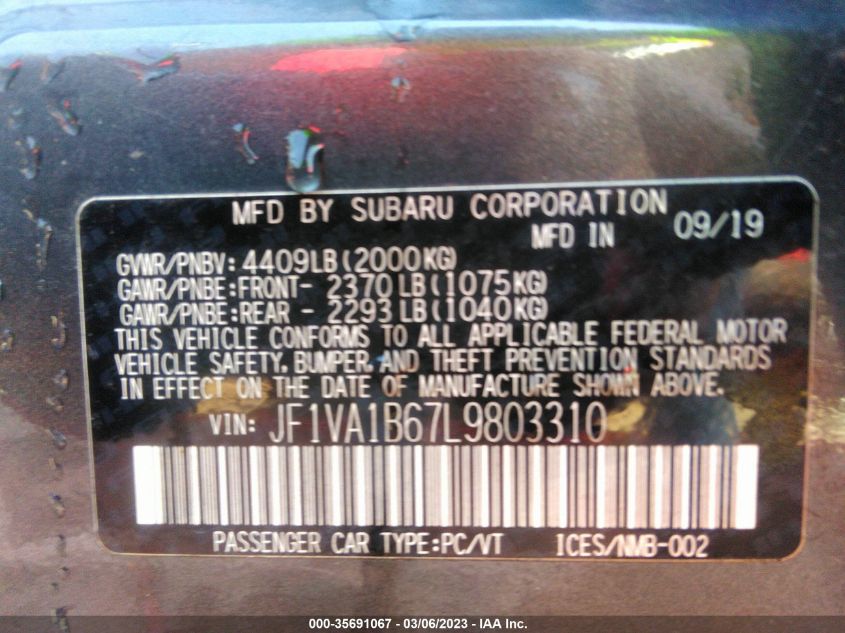 MFD BY SUBARU CORPORATION
MFD IN 09/19
GVWR/PNBV: 4409LB(2000KG)
GAWR/PNBE:FRONT- 2370LB(1075KG)
GAWR/PNBE:REAR - 2293LB(1040KG)
THIS VEHICLE CONFORMS TO ALL APPLICABLE FEDERAL MOTOR
VEHICLE SAFETY, BUMPER, AND THEFT PREVENTION STANDARDS
IN EFFECT ON THE DATE OF MANUFACTURE SHOWN ABOVE.
VIN: JF1VA1B67L9803310
PASSENGER CAR TYPE:PC/VT ICES/NMB-002
000-35691067 — 03/06/2023 - IAA Inc.